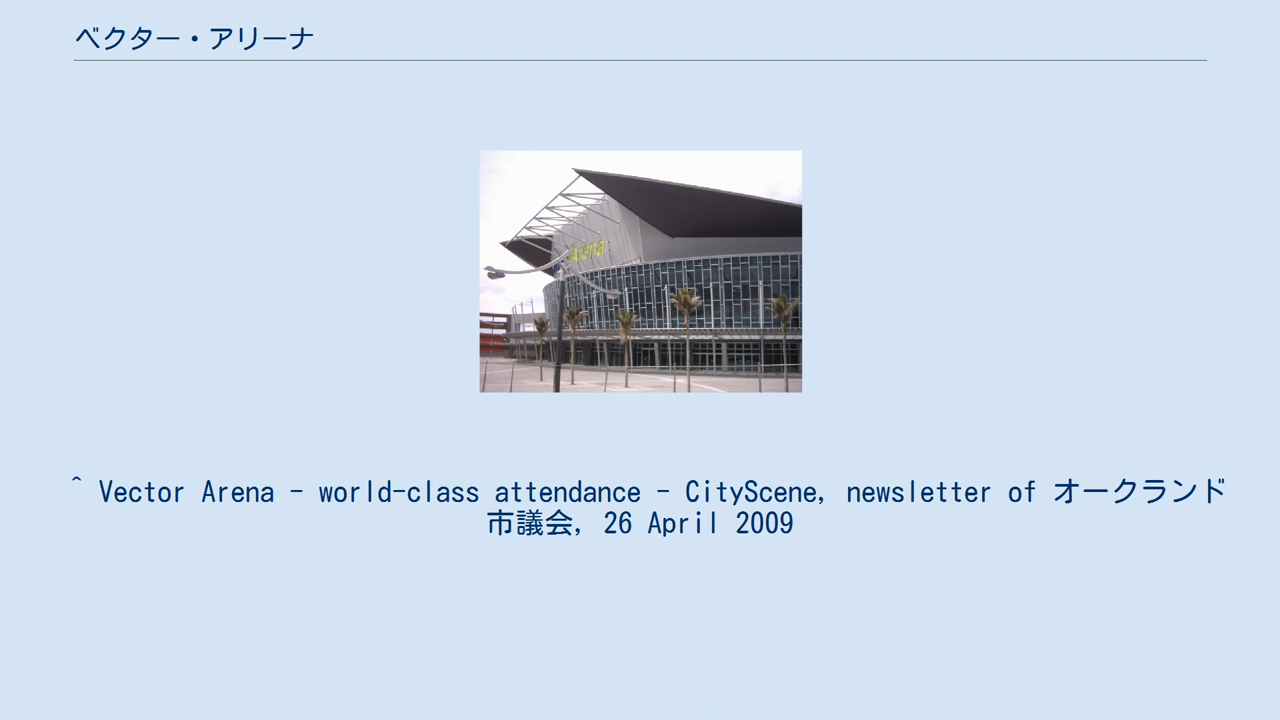 ベクター・アリーナ
Arena
^ Vector Arena - world-class attendance - CityScene, newsletter of オークランド
市議会, 26 April 2009